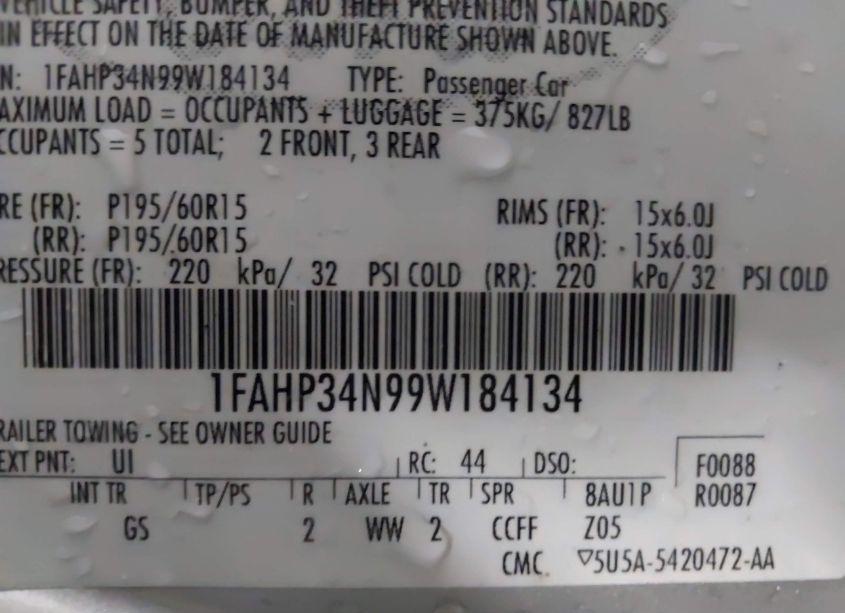 VEHICLE SAFETY, BUMPER, AND THEFT PREVENTION STANDARDS
IN EFFECT ON THE DATE OF MANUFACTURE SHOWN ABOVE.
N: 1FAHP34N99W184134 TYPE: Passenger Car
AXIMUM LOAD = OCCUPANTS + LUGGAGE = 375KG/ 827LB
CCUPANTS = 5 TOTAL; 2 FRONT, 3 REAR
RE (FR): P195/60R15 RIMS (FR): 15x6.0J
(RR): P195/60R15 (RR): 15x6.0J
RESSURE (FR): 220 kPa/ 32 PSI COLD (RR): 220 kPa/ 32 PSI COLD
1FAHP34N99W184134
RAILER TOWING - SEE OWNER GUIDE
EXT PNT: UI RC: 44 DSO: F0088
INT TR TP/PS R AXLE TR SPR 8AU1P R0087
GS 2 WW 2 CCFF Z05
CMC ▽5U5A-5420472-AA